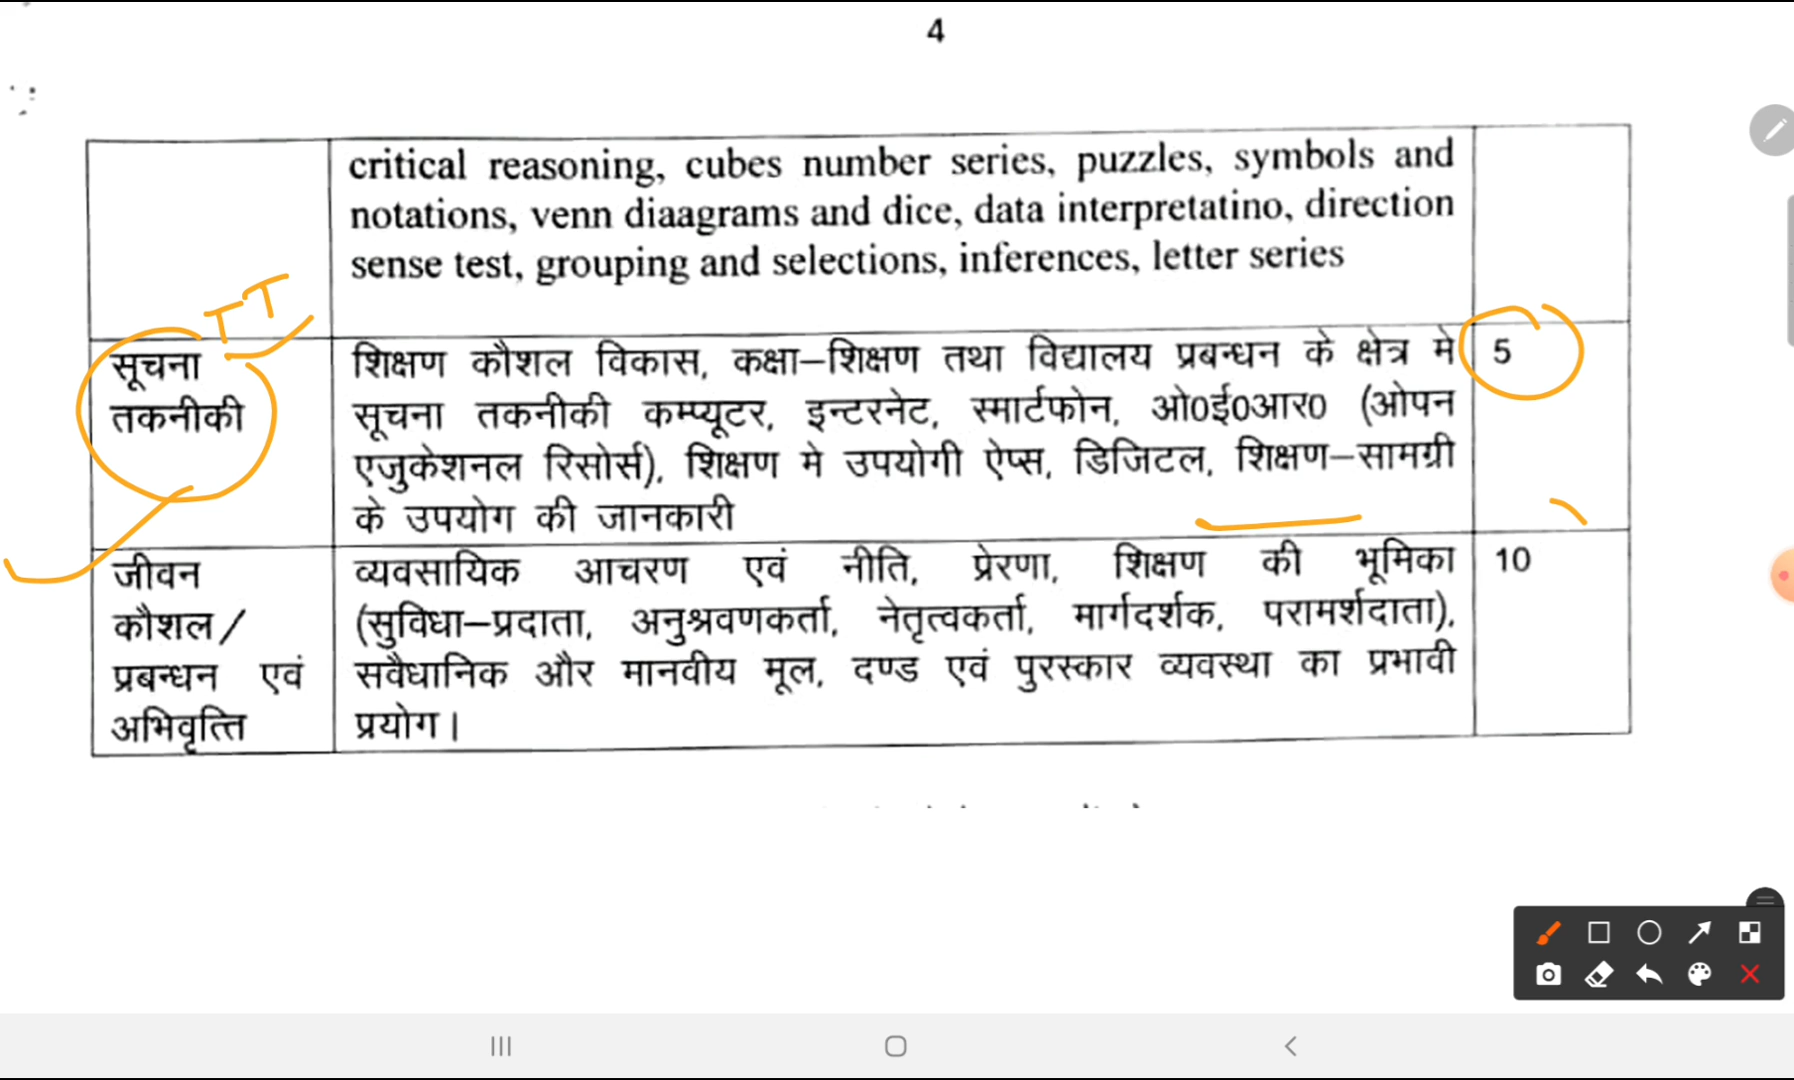 4
critical reasoning, cubes number series, puzzles, symbols and
notations, venn diaagrams and dice, data interpretatino, direction
sense test, grouping and selections, inferences, letter series
IT
सूचना
तकनीकी
शिक्षण कौशल विकास, कक्षा–शिक्षण तथा विद्यालय प्रबन्धन के क्षेत्र मे
सूचना तकनीकी कम्प्यूटर, इन्टरनेट, स्मार्टफोन, ओ0ई0आर0 (ओपन
एजुकेशनल रिसोर्स), शिक्षण मे उपयोगी ऐप्स, डिजिटल, शिक्षण–सामग्री
के उपयोग की जानकारी
5
जीवन
कौशल/
प्रबन्धन एवं
अभिवृत्ति
व्यवसायिक आचरण एवं नीति, प्रेरणा, शिक्षण की भूमिका
(सुविधा–प्रदाता, अनुश्रवणकर्ता, नेतृत्वकर्ता, मार्गदर्शक, परामर्शदाता),
सवैधानिक और मानवीय मूल, दण्ड एवं पुरस्कार व्यवस्था का प्रभावी
प्रयोग।
10